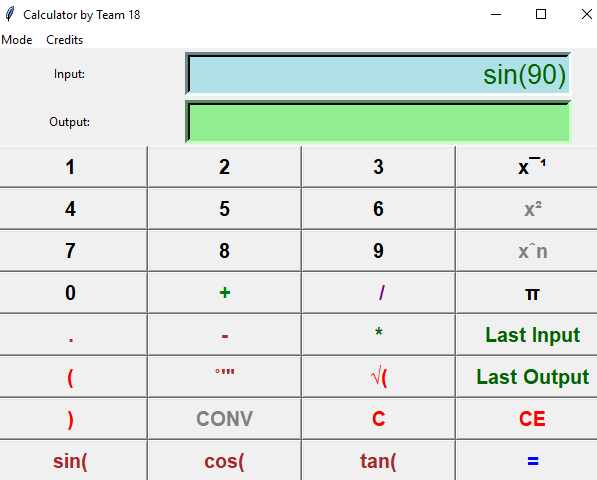 Calculator by Team 18
Mode Credits
Input: sin(90)
Output:
1 2 3 x¯¹
4 5 6 x²
7 8 9 xˆn
0 + / π
. - * Last Input
( °'" √( Last Output
) CONV C CE
sin( cos( tan( =